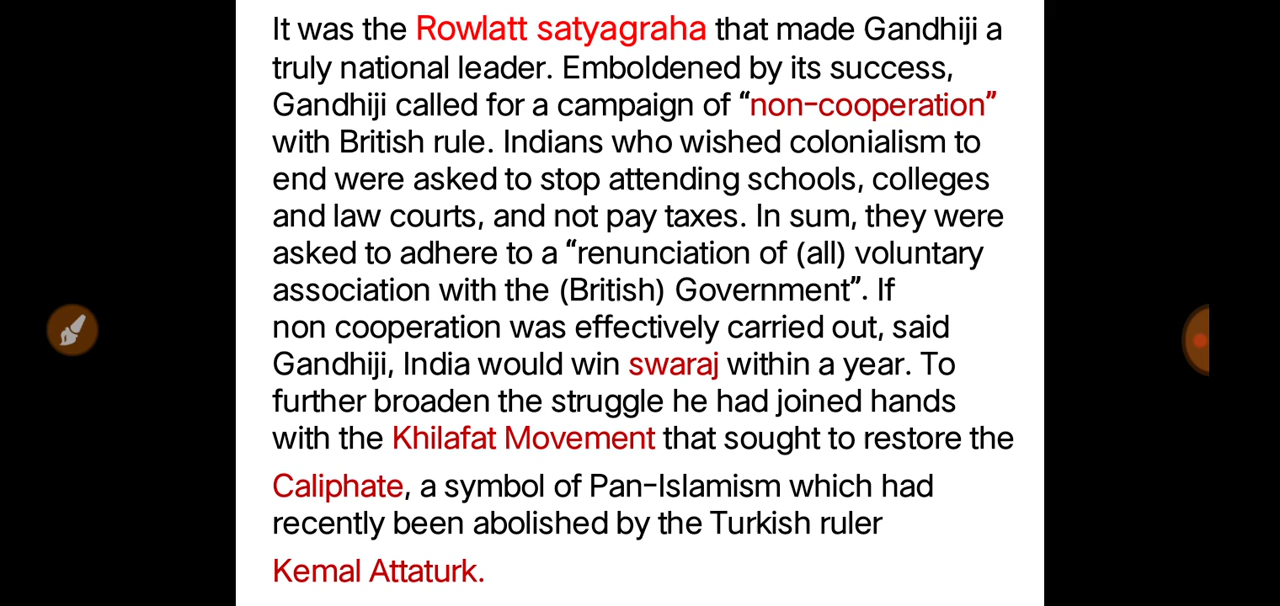 It was the Rowlatt satyagraha that made Gandhiji a
truly national leader. Emboldened by its success,
Gandhiji called for a campaign of “non-cooperation”
with British rule. Indians who wished colonialism to
end were asked to stop attending schools, colleges
and law courts, and not pay taxes. In sum, they were
asked to adhere to a “renunciation of (all) voluntary
association with the (British) Government”. If
non cooperation was effectively carried out, said
Gandhiji, India would win swaraj within a year. To
further broaden the struggle he had joined hands
with the Khilafat Movement that sought to restore the
Caliphate, a symbol of Pan-Islamism which had
recently been abolished by the Turkish ruler
Kemal Attaturk.